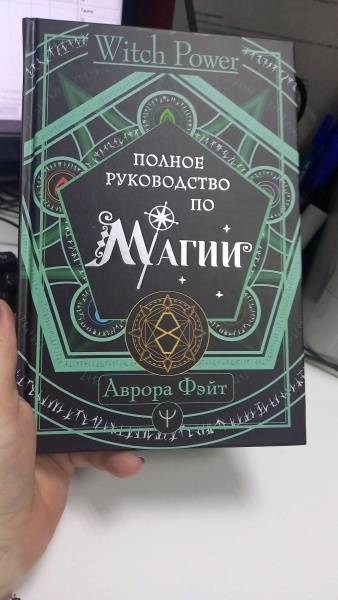 Witch Power
ПОЛНОЕ
РУКОВОДСТВО
ПО
МАГИИ
Аврора Фэйт